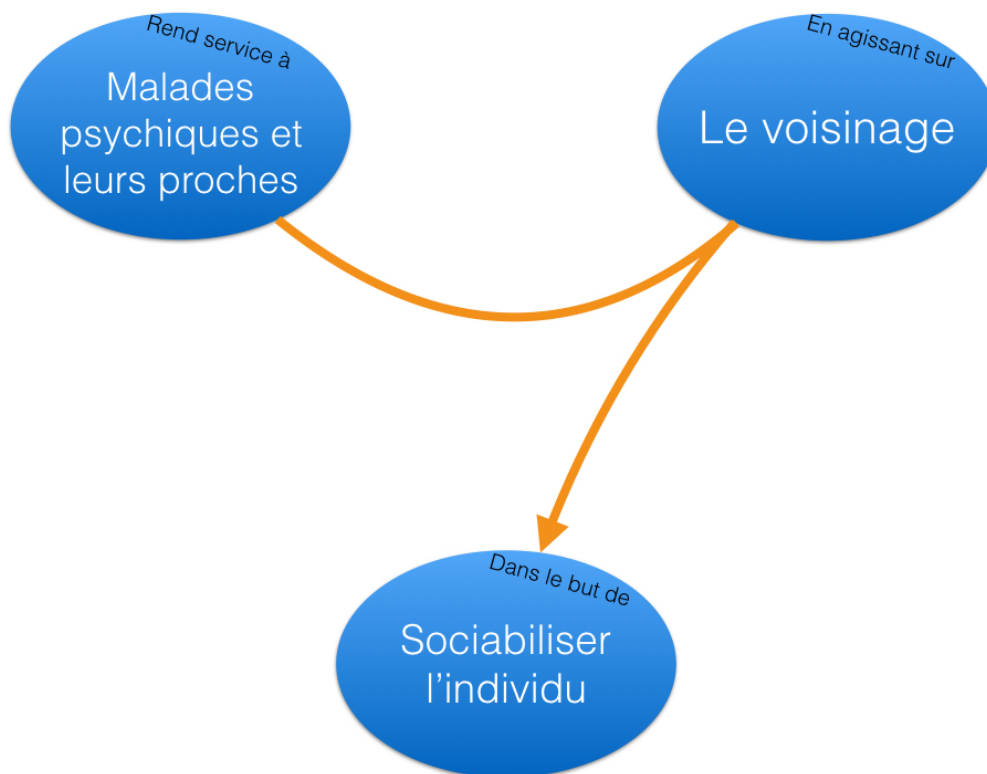 Rend service à
Malades
psychiques et
leurs proches
En agissant sur
Le voisinage
Dans le but de
Sociabiliser
l’individu